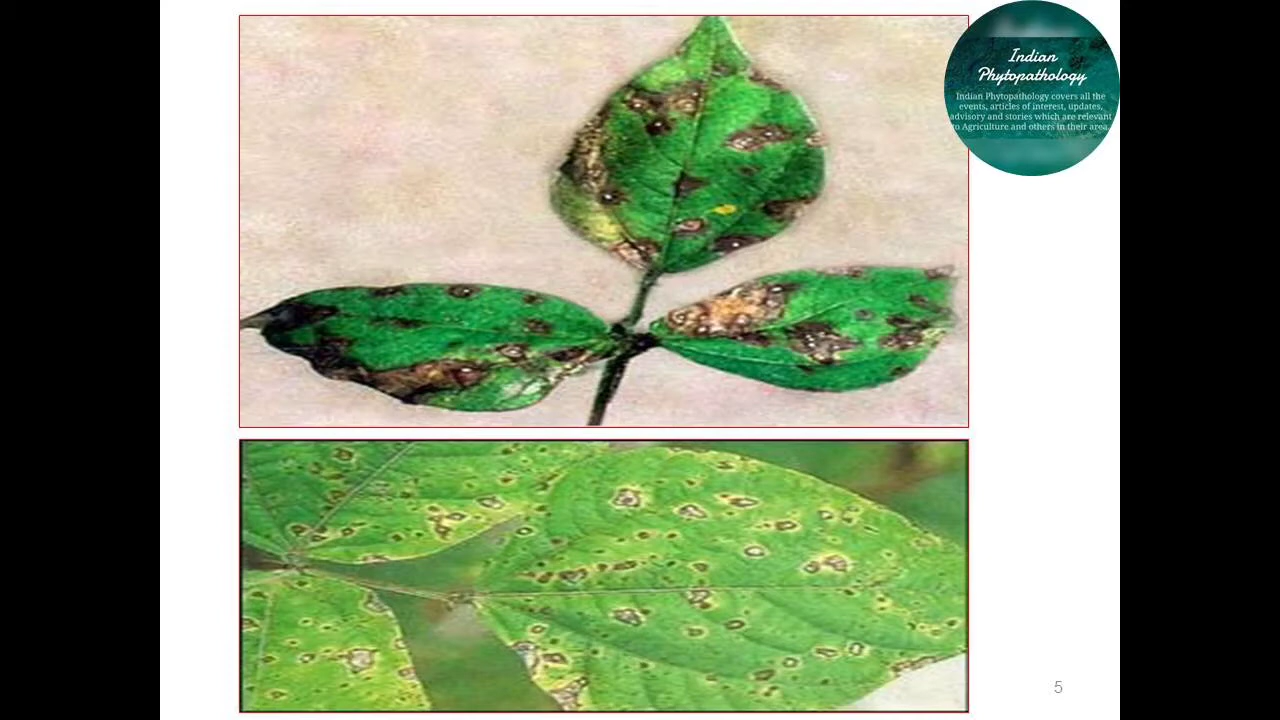 Indian
Phytopathology
Indian Phytopathology covers all the
events, articles of interest, updates,
advisory and stories which are relevant
to Agriculture and others in their area.
5